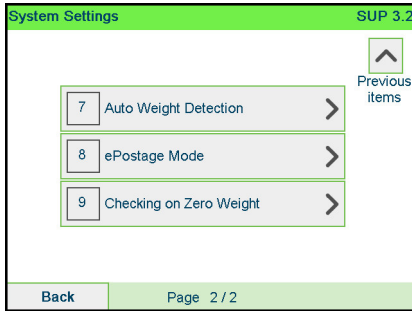 System Settings SUP 3.2
Previous
items
7 Auto Weight Detection
8 ePostage Mode
9 Checking on Zero Weight
Back Page 2 / 2